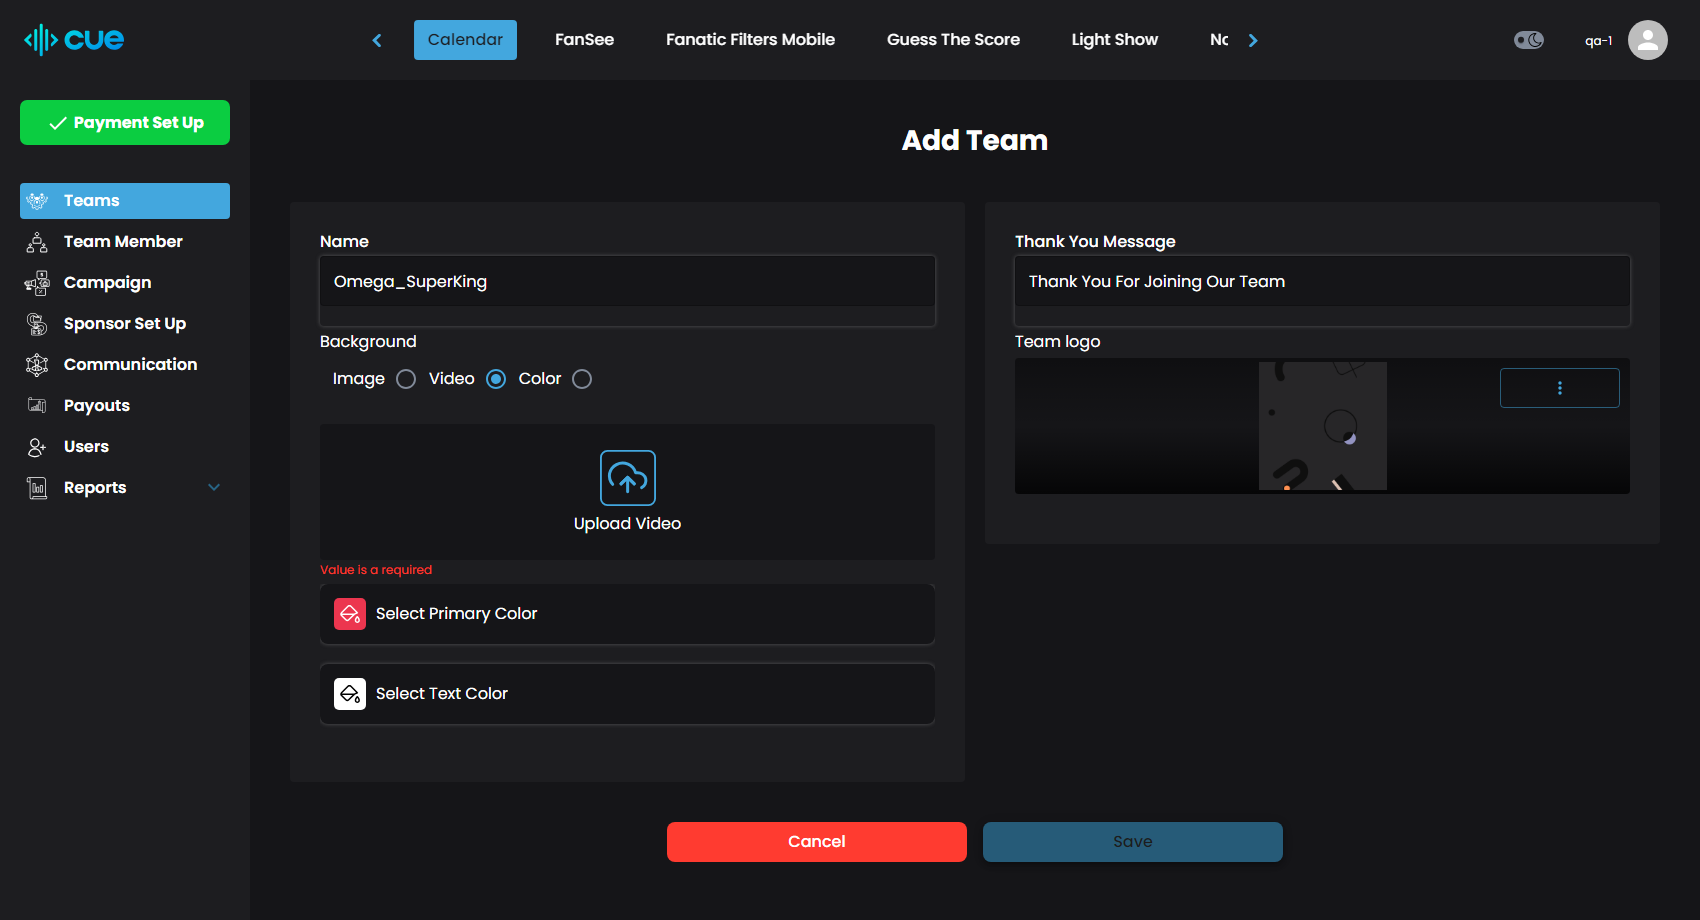 cue
Calendar FanSee Fanatic Filters Mobile Guess The Score Light Show
qa-1
Payment Set Up
Teams
Team Member
Campaign
Sponsor Set Up
Communication
Payouts
Users
Reports
Add Team
Name
Omega_SuperKing
Background
Image Video Color
Upload Video
Value is a required
Select Primary Color
Select Text Color
Thank You Message
Thank You For Joining Our Team
Team logo
Cancel Save